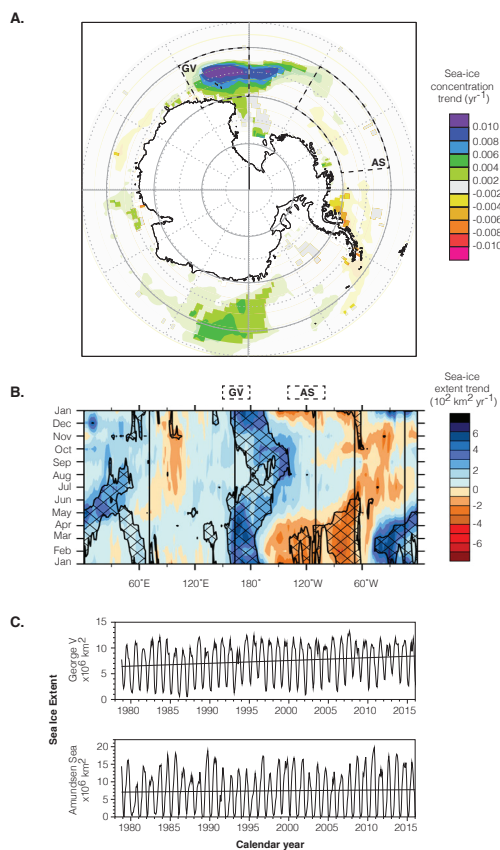 A.
GV
AS
Sea-ice
concentration
trend (yr⁻¹)
0.010
0.008
0.006
0.004
0.002
-0.002
-0.004
-0.006
-0.008
-0.010
B.
GV
AS
Sea-ice
extent trend
(10² km² yr⁻¹)
Jan
Dec
Nov
Oct
Sep
Aug
Jul
Jun
May
Apr
Mar
Feb
Jan
60°E
120°E
180°
120°W
60°W
6
4
2
0
-2
-4
-6
C.
Sea Ice Extent
George V
x10⁶ km²
15
10
5
0
1980 1985 1990 1995 2000 2005 2010 2015
Amundsen Sea
x10⁶ km²
20
15
10
5
0
1980 1985 1990 1995 2000 2005 2010 2015
Calendar year